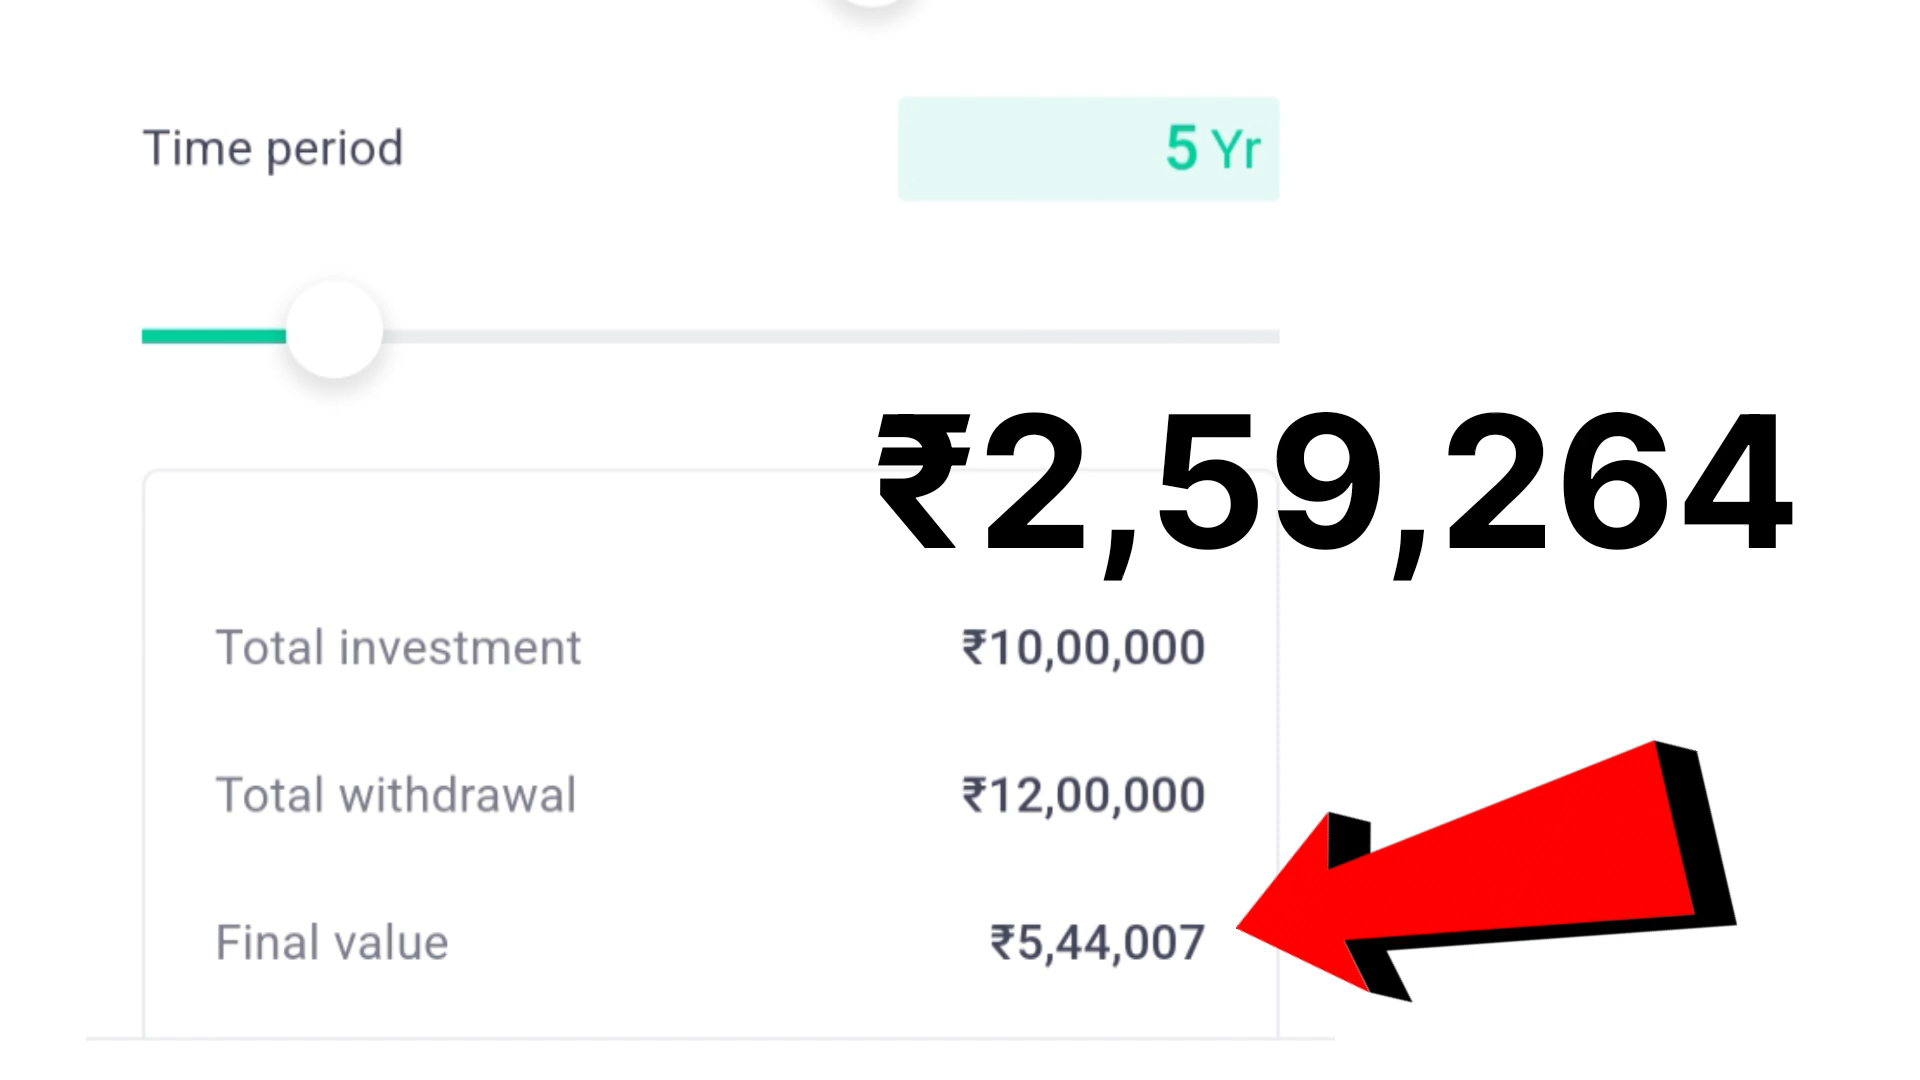 Time period 5 Yr
₹2,59,264
Total investment ₹10,00,000
Total withdrawal ₹12,00,000
Final value ₹5,44,007